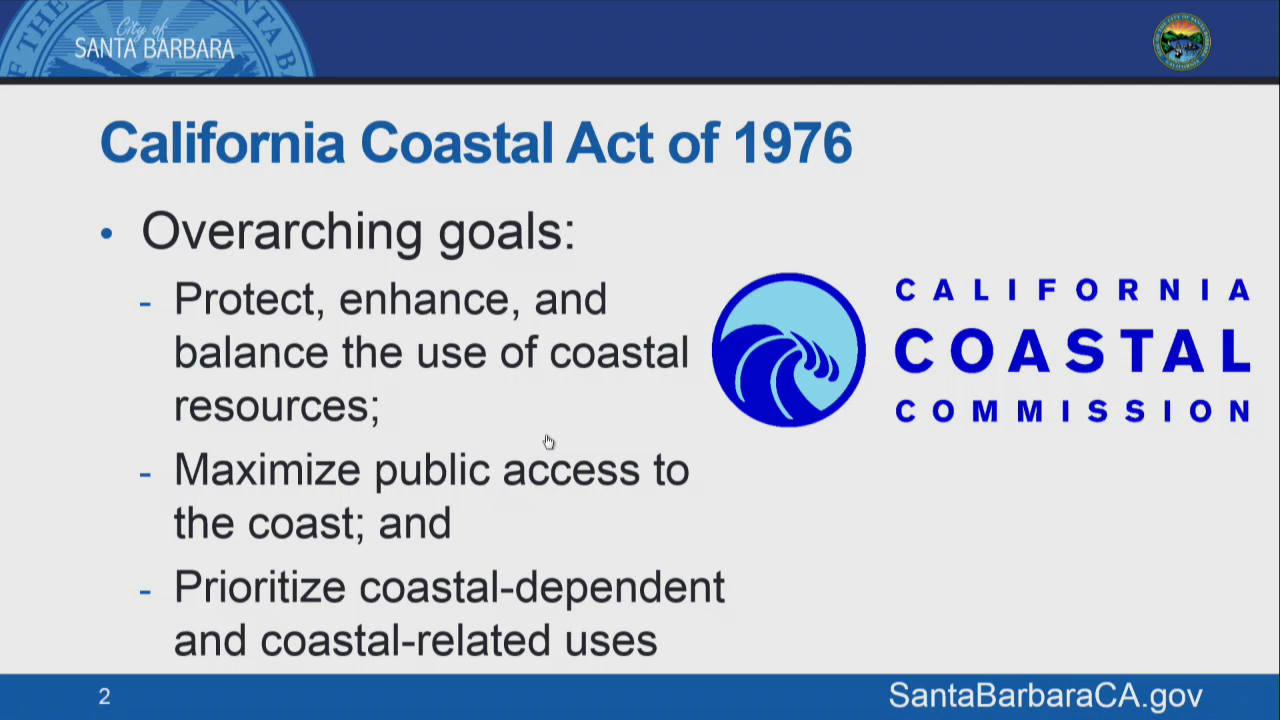 City of
SANTA BARBARA
California Coastal Act of 1976
• Overarching goals:
- Protect, enhance, and
balance the use of coastal
resources;
- Maximize public access to
the coast; and
- Prioritize coastal-dependent
and coastal-related uses
CALIFORNIA
COASTAL
COMMISSION
2
SantaBarbaraCA.gov